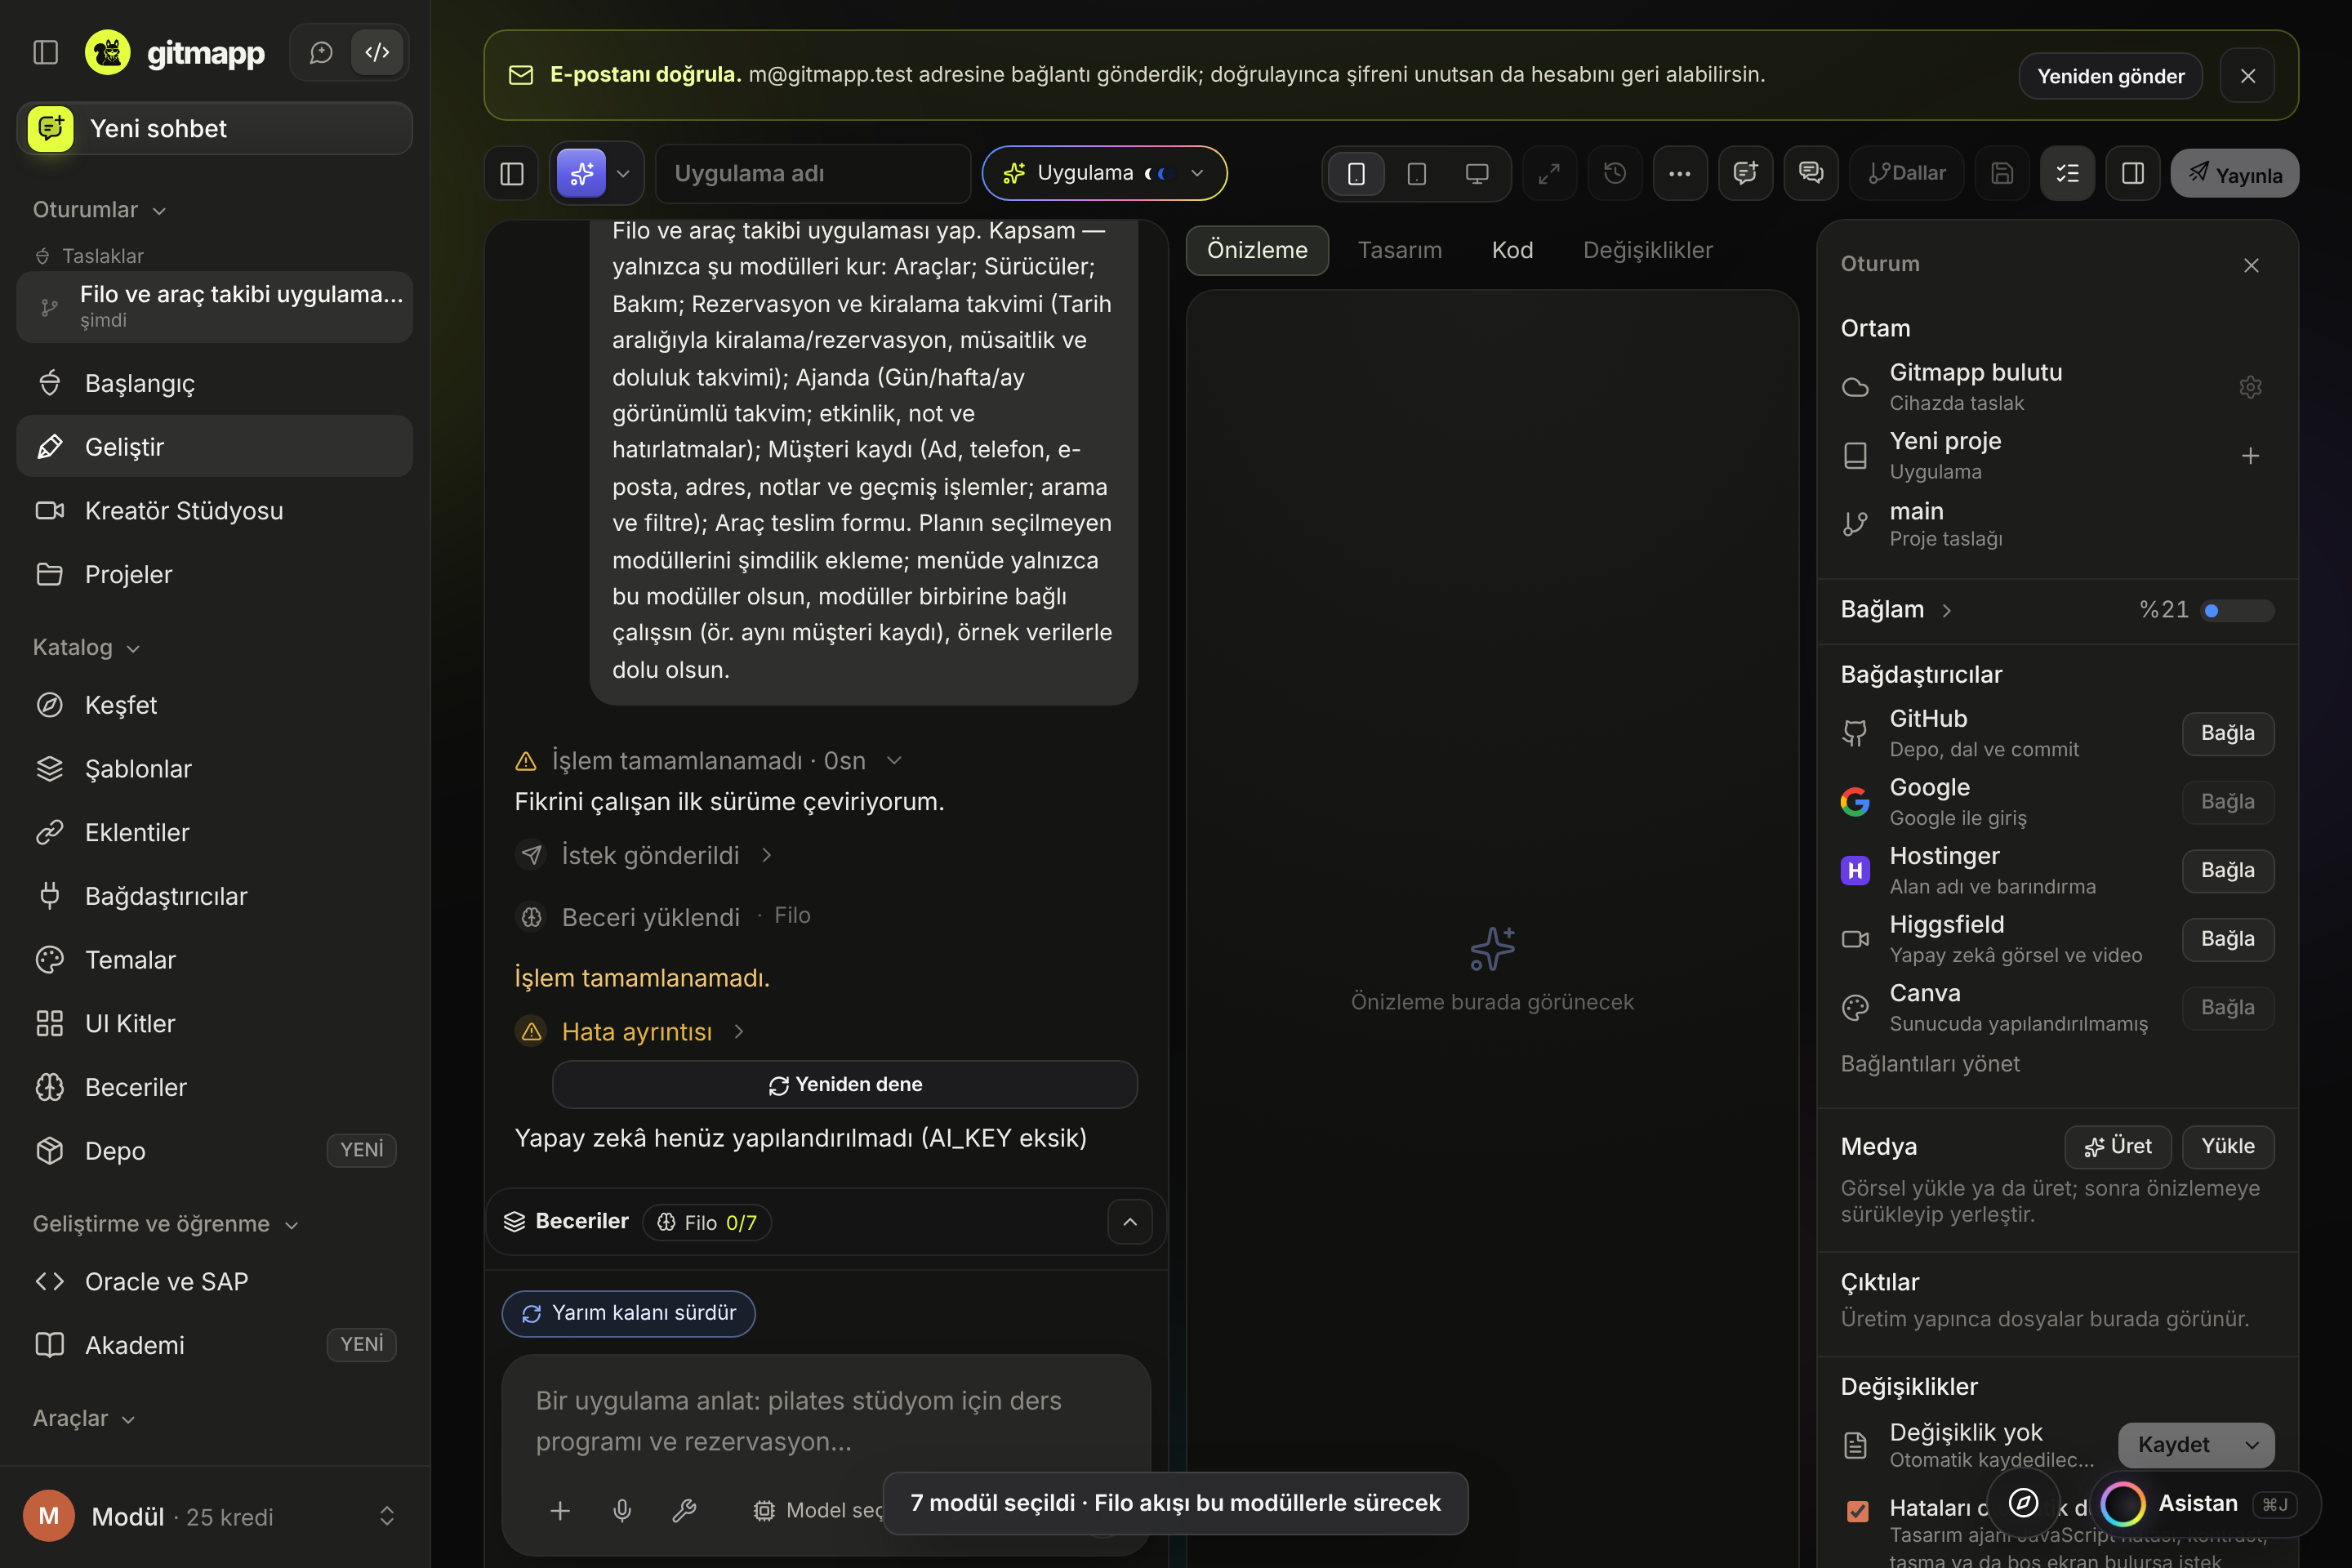 gitmapp
Yeni sohbet
Oturumlar
Taslaklar
Filo ve araç takibi uygulama...
şimdi
Başlangıç
Geliştir
Kreatör Stüdyosu
Projeler
Katalog
Keşfet
Şablonlar
Eklentiler
Bağdaştırıcılar
Temalar
UI Kitler
Beceriler
Depo YENİ
Geliştirme ve öğrenme
Oracle ve SAP
Akademi YENİ
Araçlar
M Modül · 25 kredi
E-postanı doğrula. m@gitmapp.test adresine bağlantı gönderdik; doğrulayınca şifreni unutsan da hesabını geri alabilirsin.
Yeniden gönder
Uygulama adı
Uygulama
Dallar
Yayınla
Filo ve araç takibi uygulaması yap. Kapsam —
yalnızca şu modülleri kur: Araçlar; Sürücüler;
Bakım; Rezervasyon ve kiralama takvimi (Tarih
aralığıyla kiralama/rezervasyon, müsaitlik ve
doluluk takvimi); Ajanda (Gün/hafta/ay
görünümlü takvim; etkinlik, not ve
hatırlatmalar); Müşteri kaydı (Ad, telefon, e-
posta, adres, notlar ve geçmiş işlemler; arama
ve filtre); Araç teslim formu. Planın seçilmeyen
modüllerini şimdilik ekleme; menüde yalnızca
bu modüller olsun, modüller birbirine bağlı
çalışsın (ör. aynı müşteri kaydı), örnek verilerle
dolu olsun.
İşlem tamamlanamadı · 0sn
Fikrini çalışan ilk sürüme çeviriyorum.
İstek gönderildi
Beceri yüklendi · Filo
İşlem tamamlanamadı.
Hata ayrıntısı
Yeniden dene
Yapay zekâ henüz yapılandırılmadı (AI_KEY eksik)
Beceriler Filo 0/7
Yarım kalanı sürdür
Bir uygulama anlat: pilates stüdyom için ders
programı ve rezervasyon...
Model seç
7 modül seçildi · Filo akışı bu modüllerle sürecek
Önizleme Tasarım Kod Değişiklikler
Önizleme burada görünecek
Oturum
Ortam
Gitmapp bulutu
Cihazda taslak
Yeni proje
Uygulama
main
Proje taslağı
Bağlam %21
Bağdaştırıcılar
GitHub
Depo, dal ve commit
Bağla
Google
Google ile giriş
Bağla
Hostinger
Alan adı ve barındırma
Bağla
Higgsfield
Yapay zekâ görsel ve video
Bağla
Canva
Sunucuda yapılandırılmamış
Bağla
Bağlantıları yönet
Medya Üret Yükle
Görsel yükle ya da üret; sonra önizlemeye
sürükleyip yerleştir.
Çıktılar
Üretim yapınca dosyalar burada görünür.
Değişiklikler
Değişiklik yok
Otomatik kaydedilec...
Kaydet
Hataları
Tasarım ajanı JavaScript hatası, kontrast,
taşma ya da boş ekran bulursa istek
Asistan ⌘J